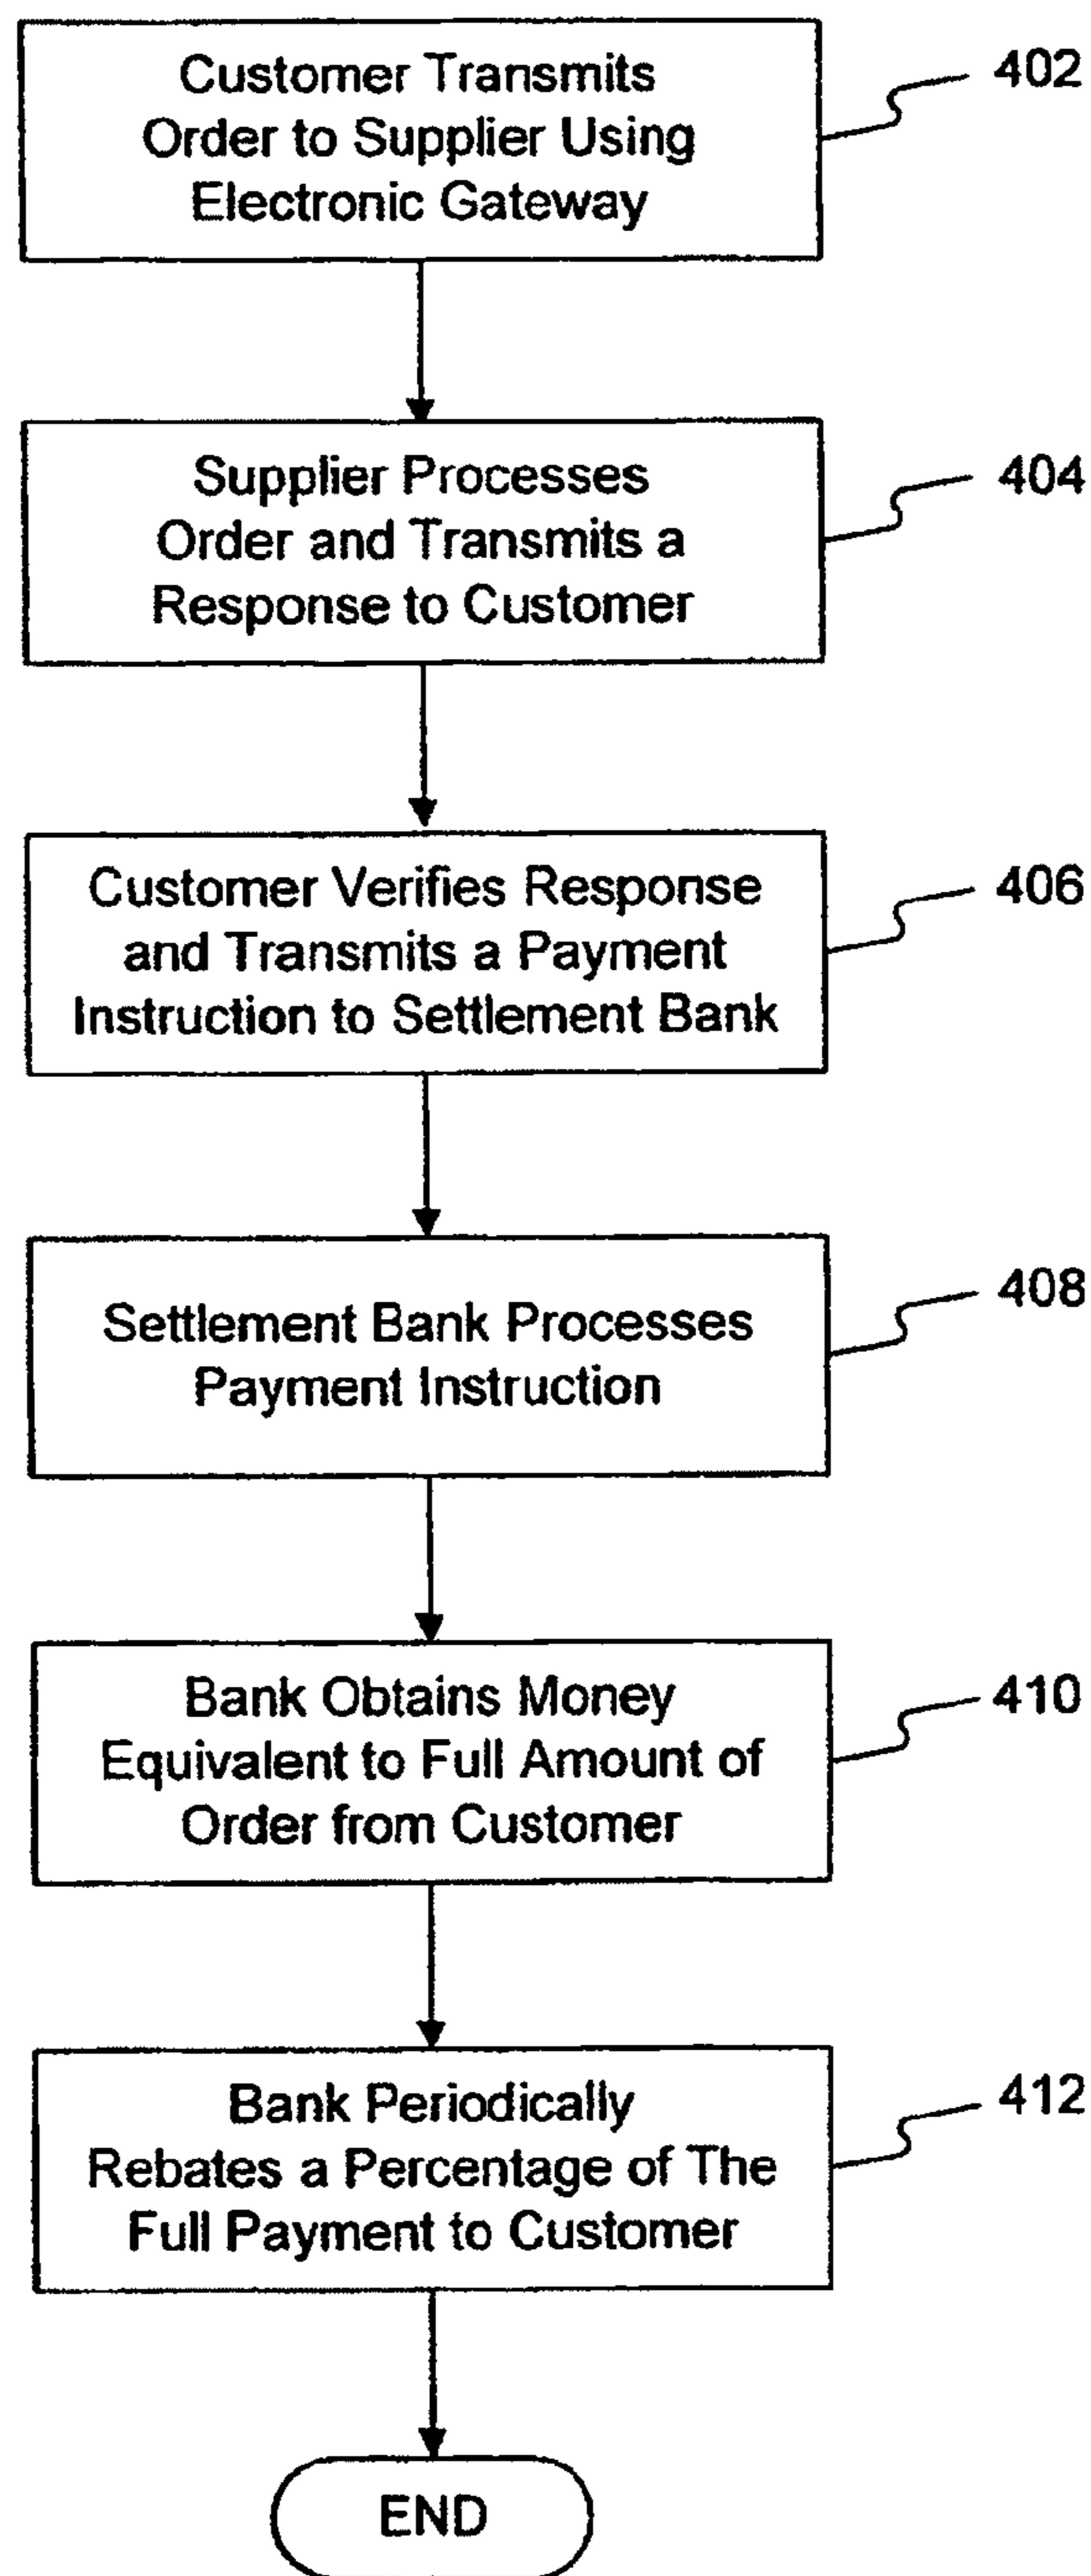 Customer Transmits
Order to Supplier Using
Electronic Gateway
402
Supplier Processes
Order and Transmits a
Response to Customer
404
Customer Verifies Response
and Transmits a Payment
Instruction to Settlement Bank
406
Settlement Bank Processes
Payment Instruction
408
Bank Obtains Money
Equivalent to Full Amount of
Order from Customer
410
Bank Periodically
Rebates a Percentage of The
Full Payment to Customer
412
END